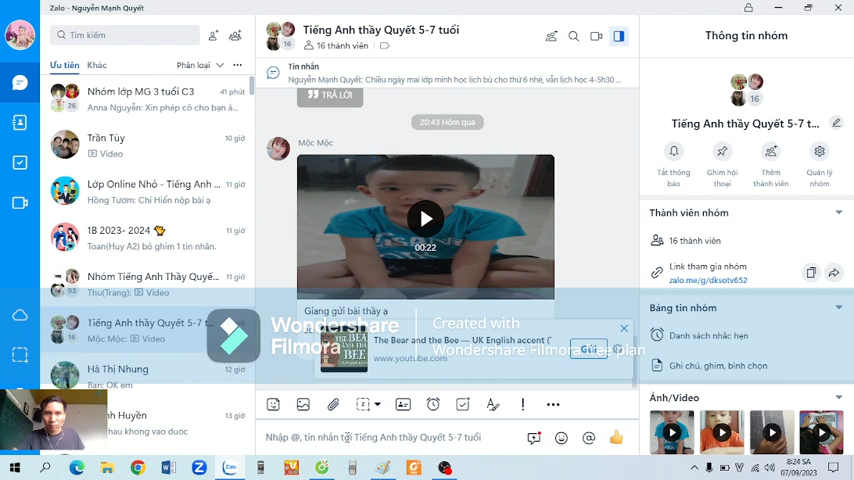 Zalo - Nguyễn Mạnh Quyết
Tìm kiếm
Ưu tiên
Khác
Phân loại
Nhóm lớp MG 3 tuổi C3
41 phút
Anna Nguyễn: Xin phép cô cho bạn á...
26
Trần Tùy
10 giờ
Video
Lớp Online Nhỏ - Tiếng Anh ...
11 giờ
Hồng Tươm: Chí Hiển nộp bài ạ
1B 2023- 2024
11 giờ
Toan(Huy A2) bỏ ghim 1 tin nhắn.
Nhóm Tiếng Anh Thầy Quyế...
11 giờ
Thu(Trang): Video
93
Tiếng Anh thầy Quyết 5-7 t...
Mộc Mộc: Video
16
Hà Thị Nhung
12 giờ
Bạn: OK em
nh Huyền
giờ
hau khong vao duoc
Tiếng Anh thầy Quyết 5-7 tuổi
16 thành viên
16
Tin nhắn
Nguyễn Mạnh Quyết: Chiều ngày mai lớp mình học lịch bù cho thứ 6 nhé, vẫn lịch học 4-5h30 ...
TRẢ LỜI
20:43 Hôm qua
Mộc Mộc
00:22
Giang gửi bài thầy ạ
Wondershare
Filmora
Created with
Wondershare Filmora Free plan
The Bear and the Bee — UK English accent (
www.youtube.com
Nhập @, tin nhắn tới Tiếng Anh thầy Quyết 5-7 tuổi
Thông tin nhóm
16
Tiếng Anh thầy Quyết 5-7 t...
Tắt thông báo
Ghim hội thoại
Thêm thành viên
Quản lý nhóm
Thành viên nhóm
16 thành viên
Link tham gia nhóm
zalo.me/g/dksotv652
Bảng tin nhóm
Danh sách nhắc hẹn
Ghi chú, ghim, bình chọn
Ảnh/Video
8:24 SA
07/09/2023